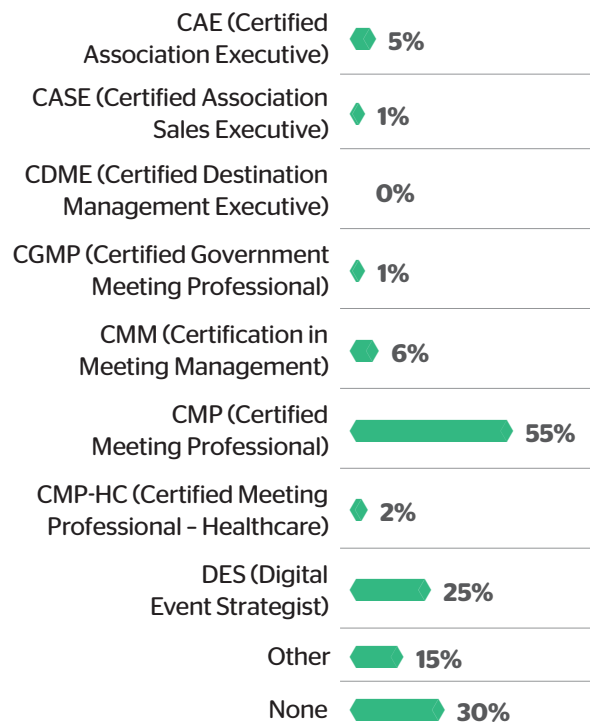 CAE (Certified
Association Executive)
5%
CASE (Certified Association
Sales Executive)
1%
CDME (Certified Destination
Management Executive)
0%
CGMP (Certified Government
Meeting Professional)
1%
CMM (Certification in
Meeting Management)
6%
CMP (Certified
Meeting Professional)
55%
CMP-HC (Certified Meeting
Professional – Healthcare)
2%
DES (Digital
Event Strategist)
25%
Other
15%
None
30%